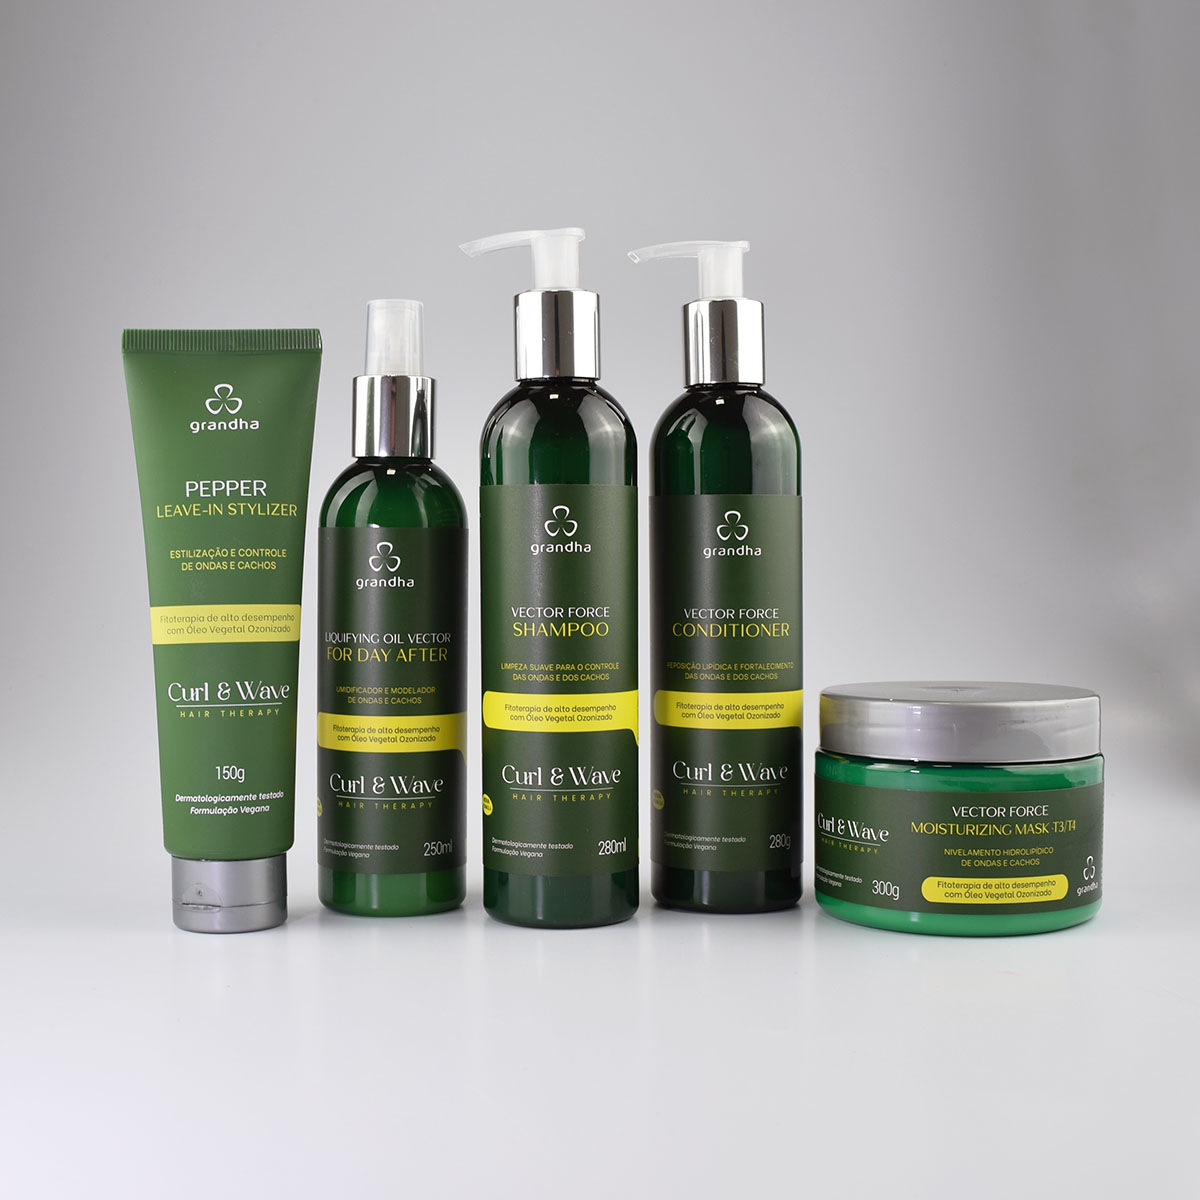 grandha
PEPPER
LEAVE-IN STYLIZER
ESTILIZAÇÃO E CONTROLE
DE ONDAS E CACHOS
Fitoterapia de alto desempenho
com Óleo Vegetal Ozonizado
Curl & Wave
HAIR THERAPY
150g
Dermatologicamente testado
Formulação Vegana
grandha
LIQUIFYING OIL VECTOR
FOR DAY AFTER
UMIDIFICADOR E MODELADOR
DE ONDAS E CACHOS
Fitoterapia de alto desempenho
com Óleo Vegetal Ozonizado
Curl & Wave
HAIR THERAPY
Dermatologicamente testado
Formulação Vegana
250ml
grandha
VECTOR FORCE
SHAMPOO
LIMPEZA SUAVE PARA O CONTROLE
DAS ONDAS E DOS CACHOS
Fitoterapia de alto desempenho
com Óleo Vegetal Ozonizado
Curl & Wave
HAIR THERAPY
Dermatologicamente testado
Formulação Vegana
280ml
grandha
VECTOR FORCE
CONDITIONER
REPOSIÇÃO LIPÍDICA E FORTALECIMENTO
DAS ONDAS E DOS CACHOS
Fitoterapia de alto desempenho
com Óleo Vegetal Ozonizado
Curl & Wave
HAIR THERAPY
Dermatologicamente testado
Formulação Vegana
280g
Curl & Wave
HAIR THERAPY
Dermatologicamente testado
Formulação Vegana
300g
VECTOR FORCE
MOISTURIZING MASK -T3/T4
NIVELAMENTO HIDROLIPÍDICO
DE ONDAS E CACHOS
Fitoterapia de alto desempenho
com Óleo Vegetal Ozonizado
grandha